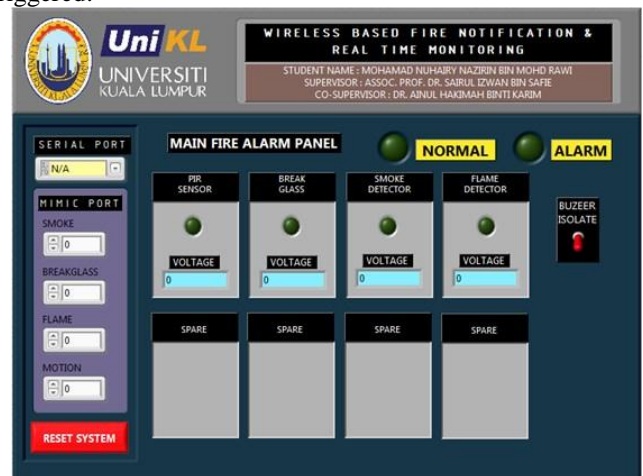 Uni KL
UNIVERSITI
KUALA LUMPUR
WIRELESS BASED FIRE NOTIFICATION &
REAL TIME MONITORING
STUDENT NAME : MOHAMAD NUHAIRY NAZIRIN BIN MOHD RAWI
SUPERVISOR : ASSOC. PROF. DR. SAIRUL IZWAN BIN SAFIE
CO-SUPERVISOR : DR. AINUL HAKIMAH BINTI KARIM
SERIAL PORT
N/A
MAIN FIRE ALARM PANEL
NORMAL
ALARM
MIMIC PORT
SMOKE
0
BREAKGLASS
0
FLAME
0
MOTION
0
RESET SYSTEM
PIR
SENSOR
VOLTAGE
0
BREAK
GLASS
VOLTAGE
0
SMOKE
DETECTOR
VOLTAGE
0
FLAME
DETECTOR
VOLTAGE
0
BUZEER
ISOLATE
SPARE
SPARE
SPARE
SPARE